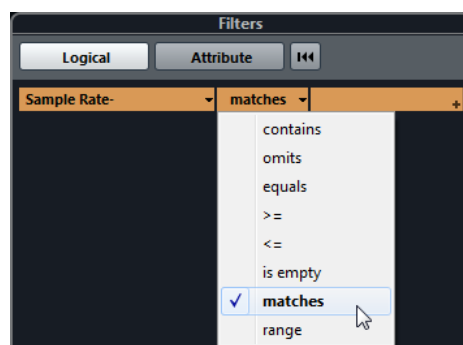 Filters
Logical Attribute
Sample Rate- matches +
contains
omits
equals
>=
<=
is empty
✓ matches
range